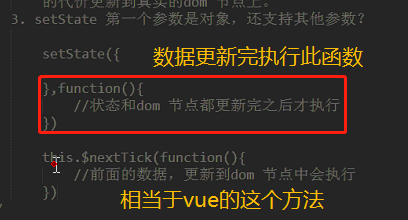 的代价更新到真实的dom 节点上。
3. setState 第一个参数是对象，还支持其他参数?
setState({
数据更新完执行此函数
},function(){
//状态和dom 节点都更新完之后才执行
})
this.$nextTick(function(){
//前面的数据，更新到dom 节点中会执行
})
相当于vue的这个方法